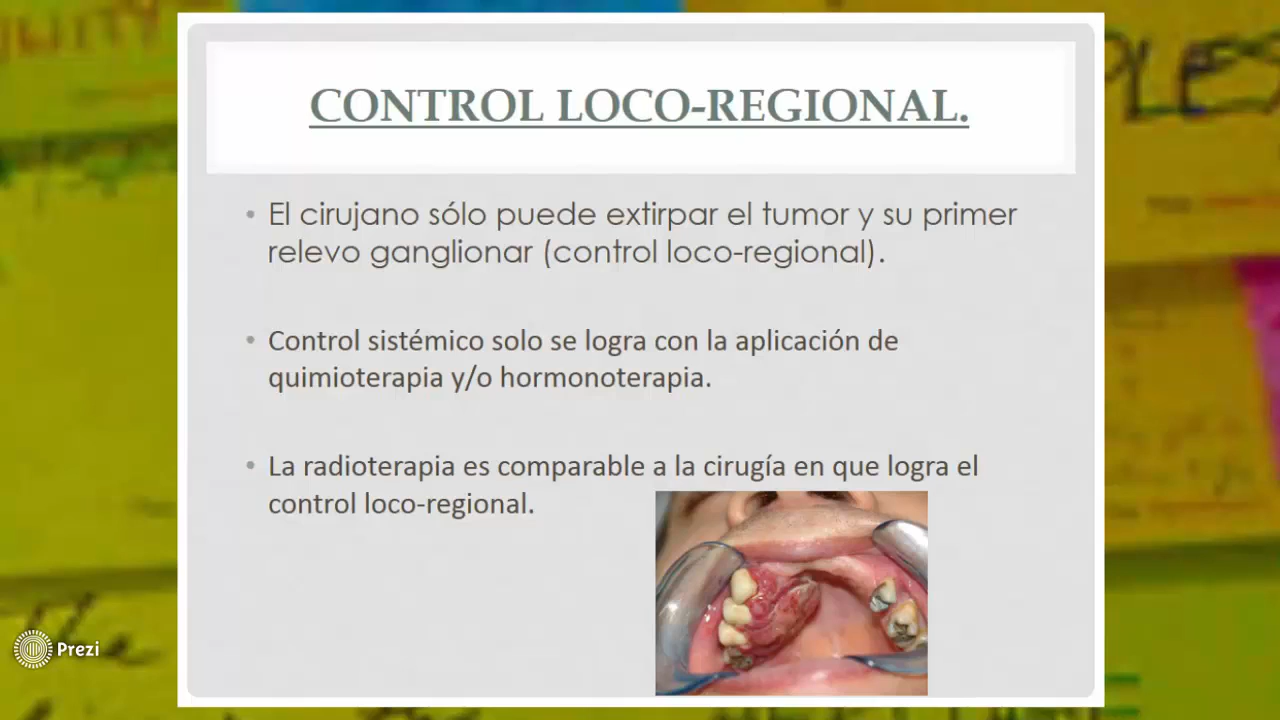 CONTROL LOCO-REGIONAL.
• El cirujano sólo puede extirpar el tumor y su primer
relevo ganglionar (control loco-regional).
• Control sistémico solo se logra con la aplicación de
quimioterapia y/o hormonoterapia.
• La radioterapia es comparable a la cirugía en que logra el
control loco-regional.
Prezi